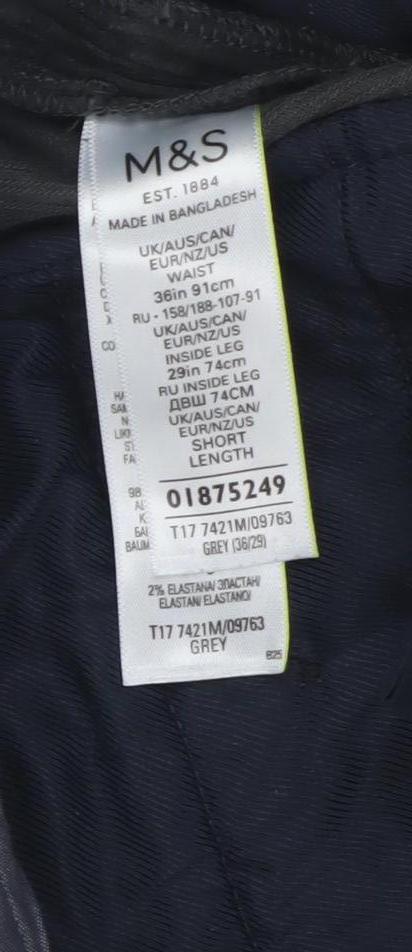 M&S
EST. 1884
MADE IN BANGLADESH
UK/AUS/CAN/
EUR/NZ/US
WAIST
36in 91cm
RU - 158/188-107-91
UK/AUS/CAN/
EUR/NZ/US
INSIDE LEG
29in 74cm
RU INSIDE LEG
ДВШ 74CM
UK/AUS/CAN/
EUR/NZ/US
SHORT
LENGTH
01875249
T17 7421M/09763
GREY (36/29)
98
BAUM
2% ELASTANA/ ЭЛАСТАН/
ELASTAN/ ELASTANO/
T17 7421M/09763
GREY
B25